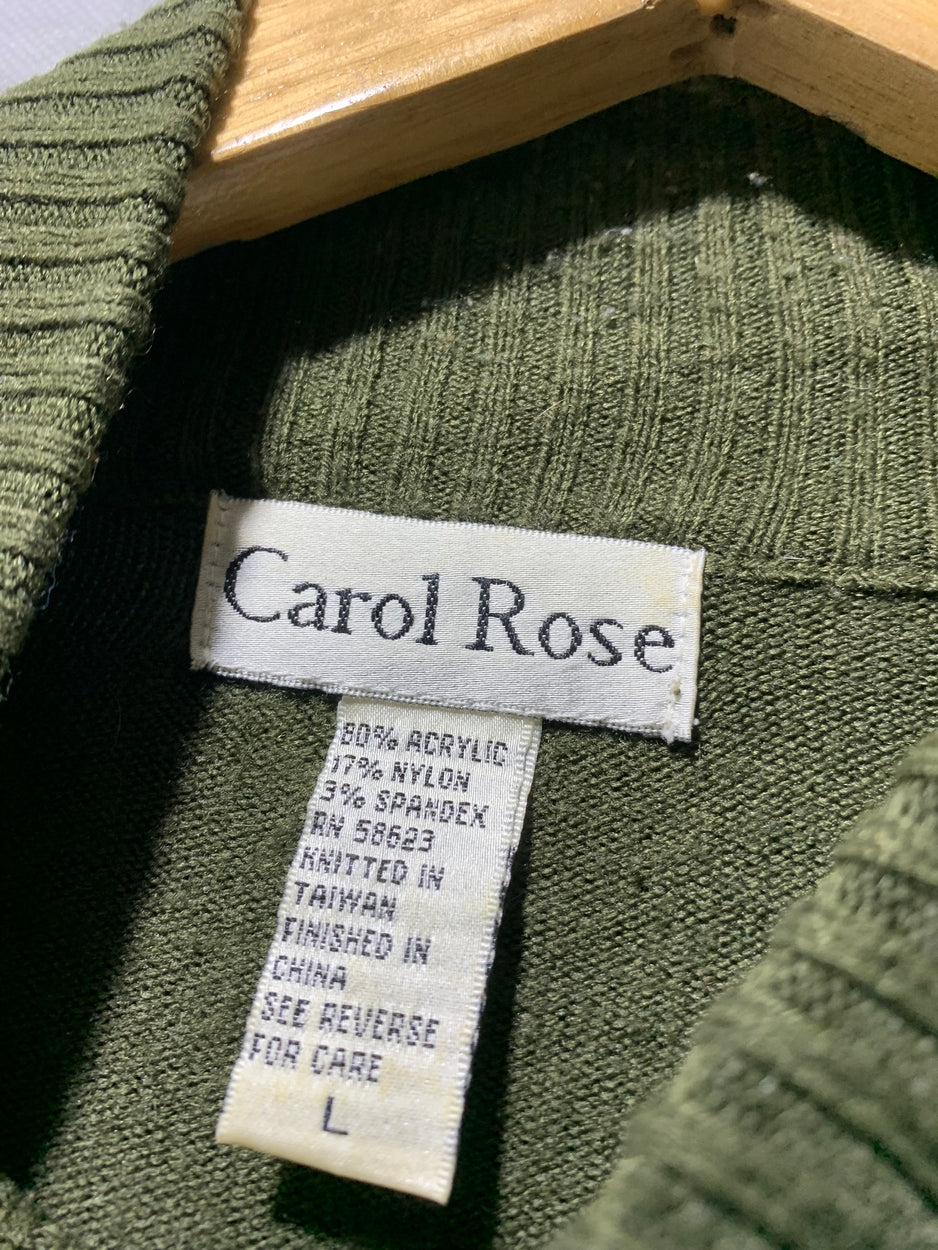 Carol Rose
80% ACRYLIC
17% NYLON
3% SPANDEX
RN 58623
KNITTED IN
TAIWAN
FINISHED IN
CHINA
SEE REVERSE
FOR CARE
L